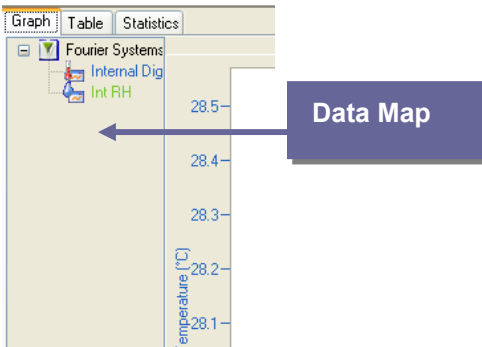 Graph Table Statistics
Fourier Systems
Internal Dig
Int RH
Data Map
28.5
28.4
28.3
28.2
28.1
Temperature (°C)